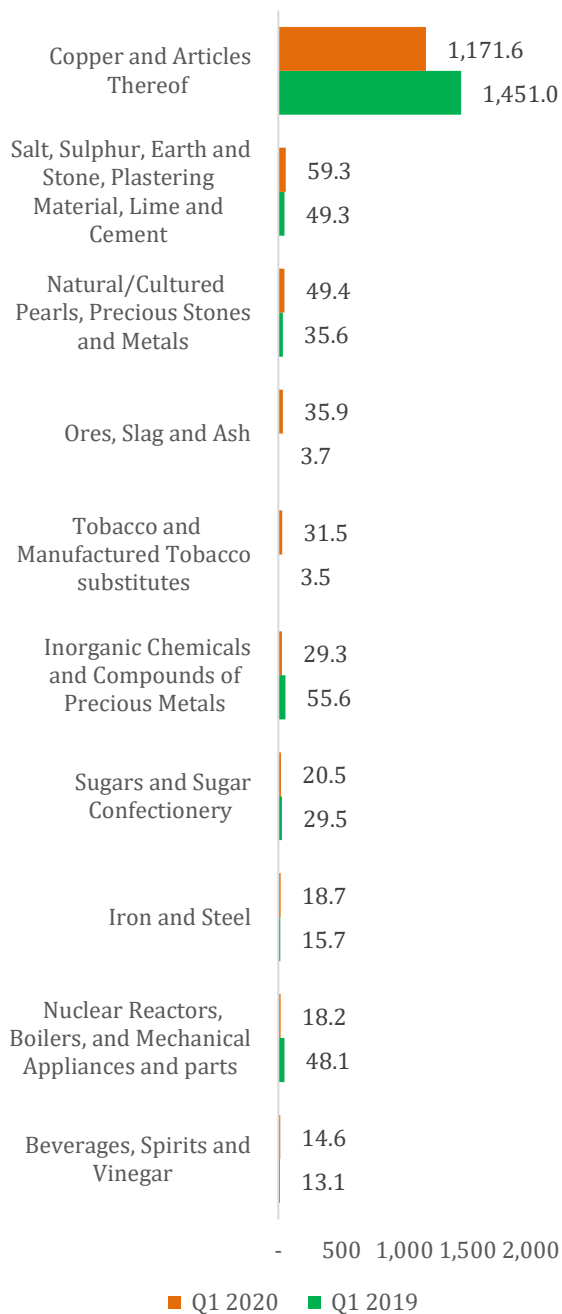 Copper and Articles
Thereof
1,171.6
1,451.0
Salt, Sulphur, Earth and
Stone, Plastering
Material, Lime and
Cement
59.3
49.3
Natural/Cultured
Pearls, Precious Stones
and Metals
49.4
35.6
Ores, Slag and Ash
35.9
3.7
Tobacco and
Manufactured Tobacco
substitutes
31.5
3.5
Inorganic Chemicals
and Compounds of
Precious Metals
29.3
55.6
Sugars and Sugar
Confectionery
20.5
29.5
Iron and Steel
18.7
15.7
Nuclear Reactors,
Boilers, and Mechanical
Appliances and parts
18.2
48.1
Beverages, Spirits and
Vinegar
14.6
13.1
- 500 1,000 1,500 2,000
Q1 2020 Q1 2019